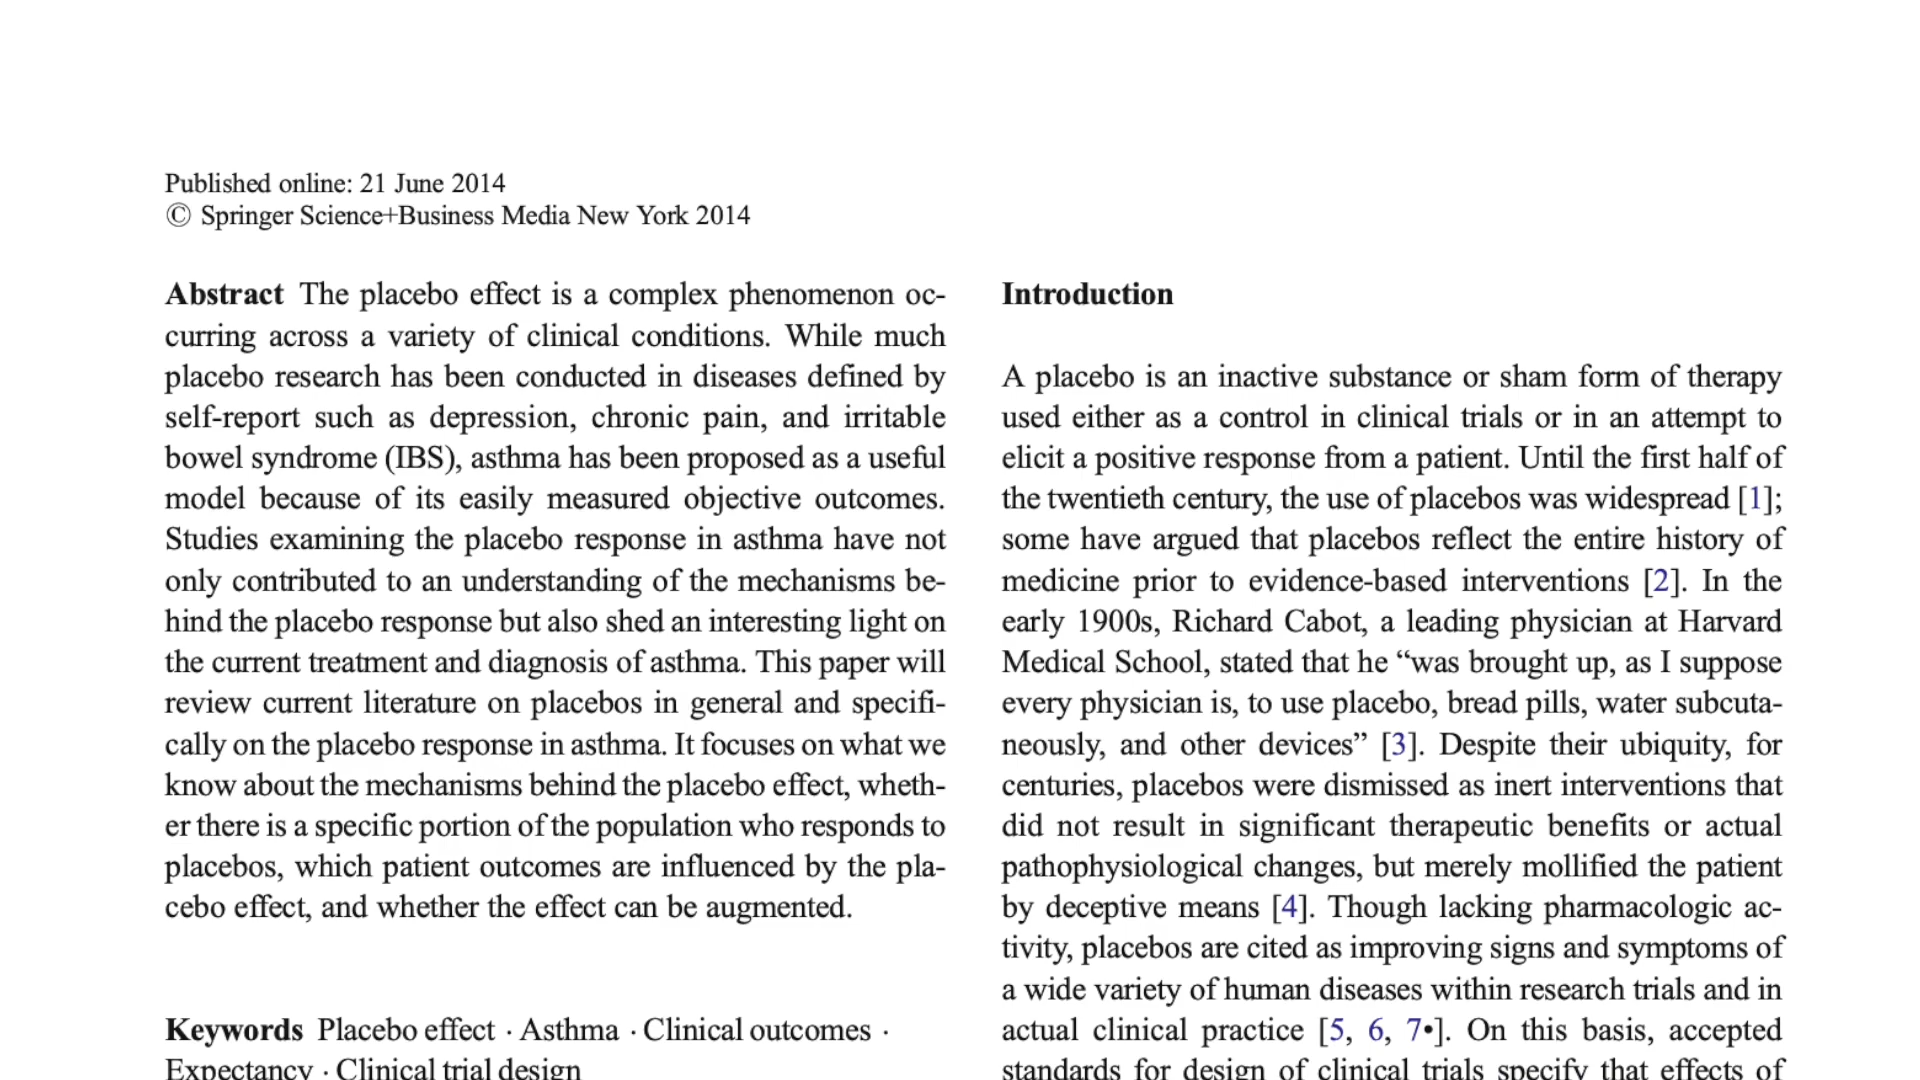 Published online: 21 June 2014
© Springer Science+Business Media New York 2014
Abstract The placebo effect is a complex phenomenon oc-
curring across a variety of clinical conditions. While much
placebo research has been conducted in diseases defined by
self-report such as depression, chronic pain, and irritable
bowel syndrome (IBS), asthma has been proposed as a useful
model because of its easily measured objective outcomes.
Studies examining the placebo response in asthma have not
only contributed to an understanding of the mechanisms be-
hind the placebo response but also shed an interesting light on
the current treatment and diagnosis of asthma. This paper will
review current literature on placebos in general and specifi-
cally on the placebo response in asthma. It focuses on what we
know about the mechanisms behind the placebo effect, wheth-
er there is a specific portion of the population who responds to
placebos, which patient outcomes are influenced by the pla-
cebo effect, and whether the effect can be augmented.
Keywords Placebo effect · Asthma · Clinical outcomes ·
Expectancy · Clinical trial design
Introduction
A placebo is an inactive substance or sham form of therapy
used either as a control in clinical trials or in an attempt to
elicit a positive response from a patient. Until the first half of
the twentieth century, the use of placebos was widespread [1];
some have argued that placebos reflect the entire history of
medicine prior to evidence-based interventions [2]. In the
early 1900s, Richard Cabot, a leading physician at Harvard
Medical School, stated that he “was brought up, as I suppose
every physician is, to use placebo, bread pills, water subcuta-
neously, and other devices” [3]. Despite their ubiquity, for
centuries, placebos were dismissed as inert interventions that
did not result in significant therapeutic benefits or actual
pathophysiological changes, but merely mollified the patient
by deceptive means [4]. Though lacking pharmacologic ac-
tivity, placebos are cited as improving signs and symptoms of
a wide variety of human diseases within research trials and in
actual clinical practice [5, 6, 7•]. On this basis, accepted
standards for design of clinical trials specify that effects of